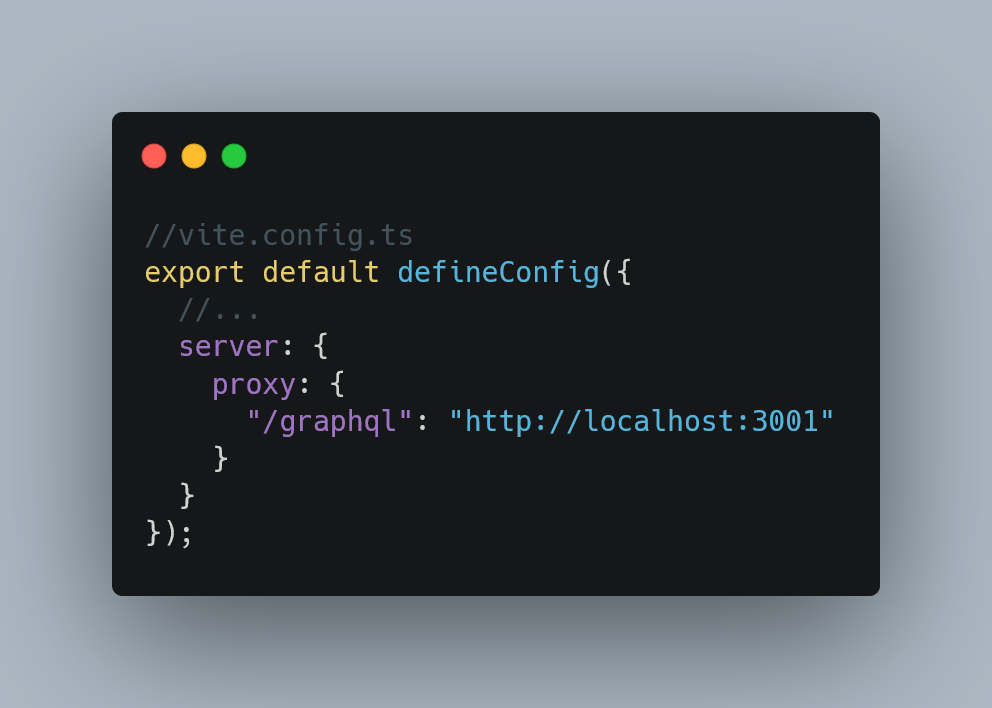 //vite.config.ts
export default defineConfig({
  //...
  server: {
    proxy: {
      "/graphql": "http://localhost:3001"
    }
  }
});